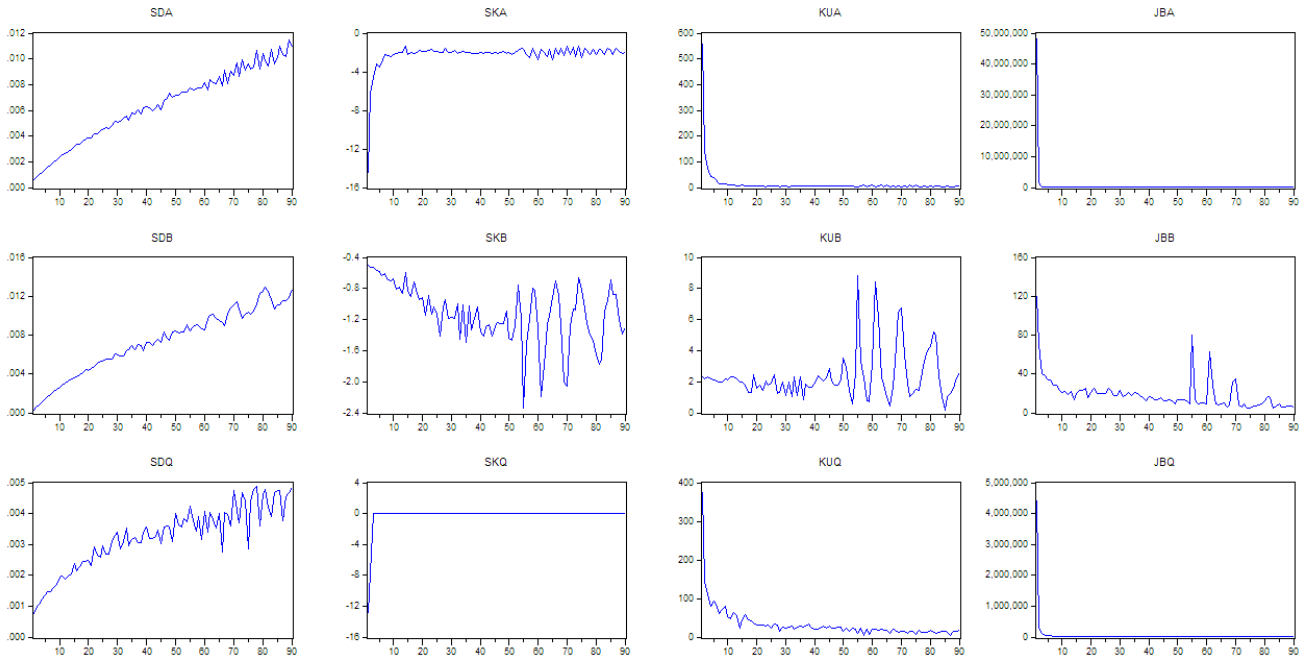 SDA SKA KUA JBA
.012 0 600 50,000,000
.010 500 40,000,000
.008 -4 400 30,000,000
.006 -8 300
.004 200 20,000,000
.002 -12 100 10,000,000
.000 -16 0 0
10 20 30 40 50 60 70 80 90 10 20 30 40 50 60 70 80 90 10 20 30 40 50 60 70 80 90 10 20 30 40 50 60 70 80 90
SDB SKB KUB JBB
.016 -0.4 10 160
.012 -0.8 8 120
-1.2 6
.008 80
-1.6 4
.004 -2.0 2 40
.000 -2.4 0 0
10 20 30 40 50 60 70 80 90 10 20 30 40 50 60 70 80 90 10 20 30 40 50 60 70 80 90 10 20 30 40 50 60 70 80 90
SDQ SKQ KUQ JBQ
.005 4 400 5,000,000
.004 0 300 4,000,000
.003 -4 3,000,000
200
.002 -8 2,000,000
.001 -12 100 1,000,000
.000 -16 0 0
10 20 30 40 50 60 70 80 90 10 20 30 40 50 60 70 80 90 10 20 30 40 50 60 70 80 90 10 20 30 40 50 60 70 80 90